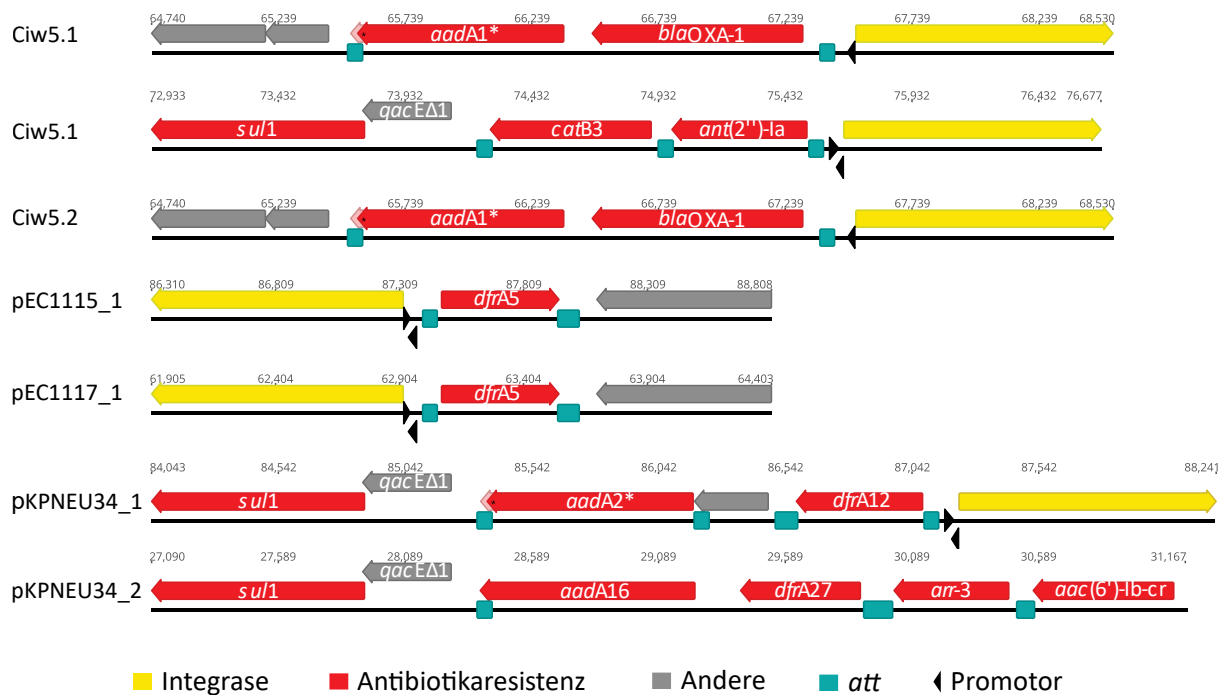 64,740 65,239 65,739 66,239 66,739 67,239 67,739 68,239 68,530
Ciw5.1 aadA1* blaOXA-1
72,933 73,432 73,932 74,432 74,932 75,432 75,932 76,432 76,677
qacEΔ1
Ciw5.1 sul1 catB3 ant(2'')-Ia
64,740 65,239 65,739 66,239 66,739 67,239 67,739 68,239 68,530
Ciw5.2 aadA1* blaOXA-1
86,310 86,809 87,309 87,809 88,309 88,808
pEC1115_1 dfrA5
61,905 62,404 62,904 63,404 63,904 64,403
pEC1117_1 dfrA5
84,043 84,542 85,042 85,542 86,042 86,542 87,042 87,542 88,241
qacEΔ1
pKPNEU34_1 sul1 aadA2* dfrA12
27,090 27,589 28,089 28,589 29,089 29,589 30,089 30,589 31,167
qacEΔ1
pKPNEU34_2 sul1 aadA16 dfrA27 arr-3 aac(6')-Ib-cr
Integrase Antibiotikaresistenz Andere att Promotor